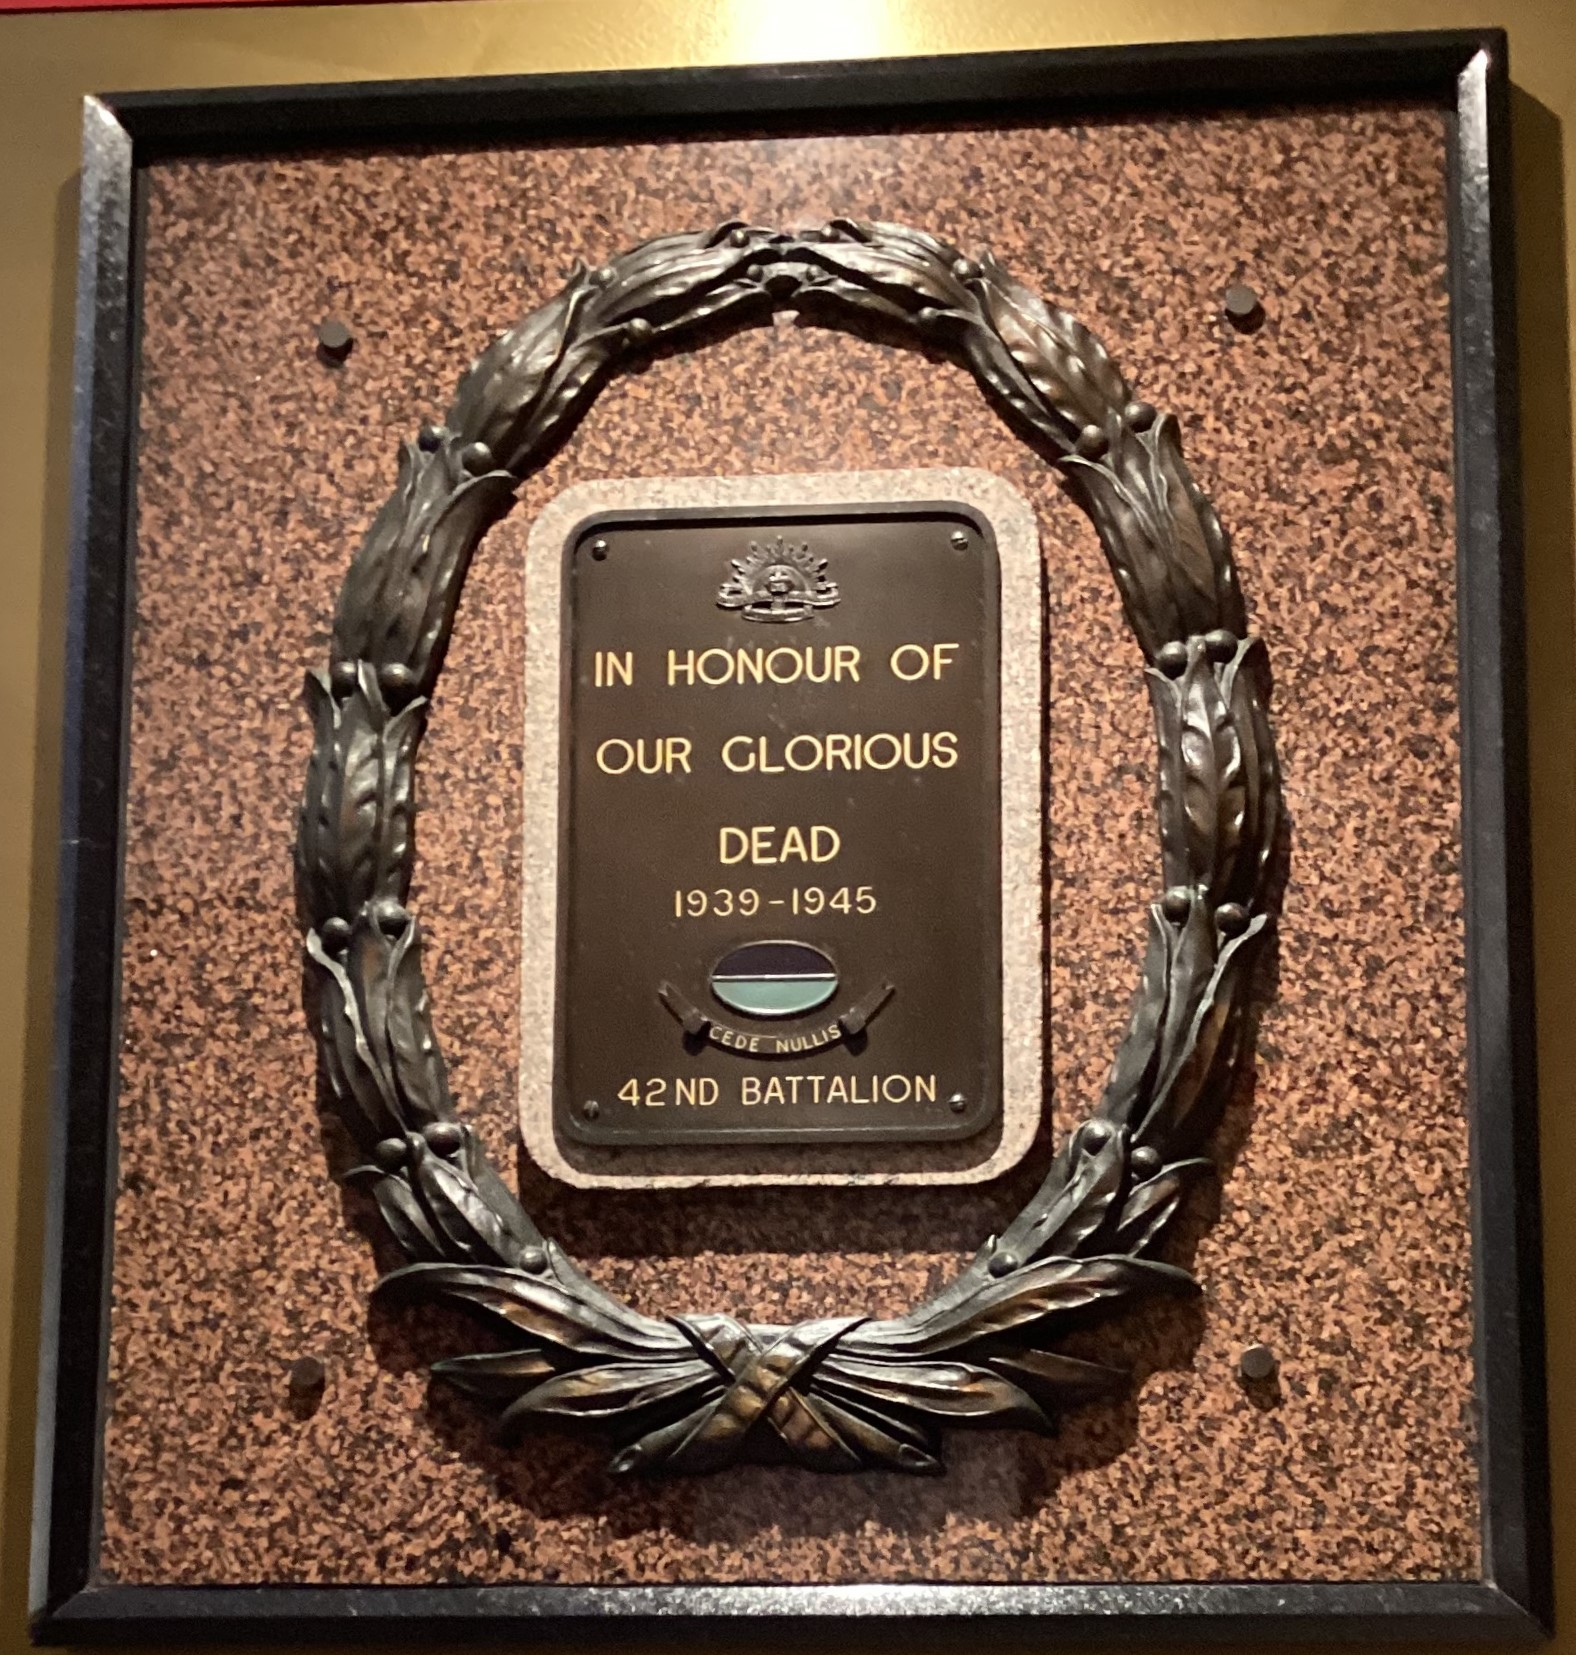 IN HONOUR OF
OUR GLORIOUS
DEAD
1939-1945
CEDE NULLIS
42ND BATTALION